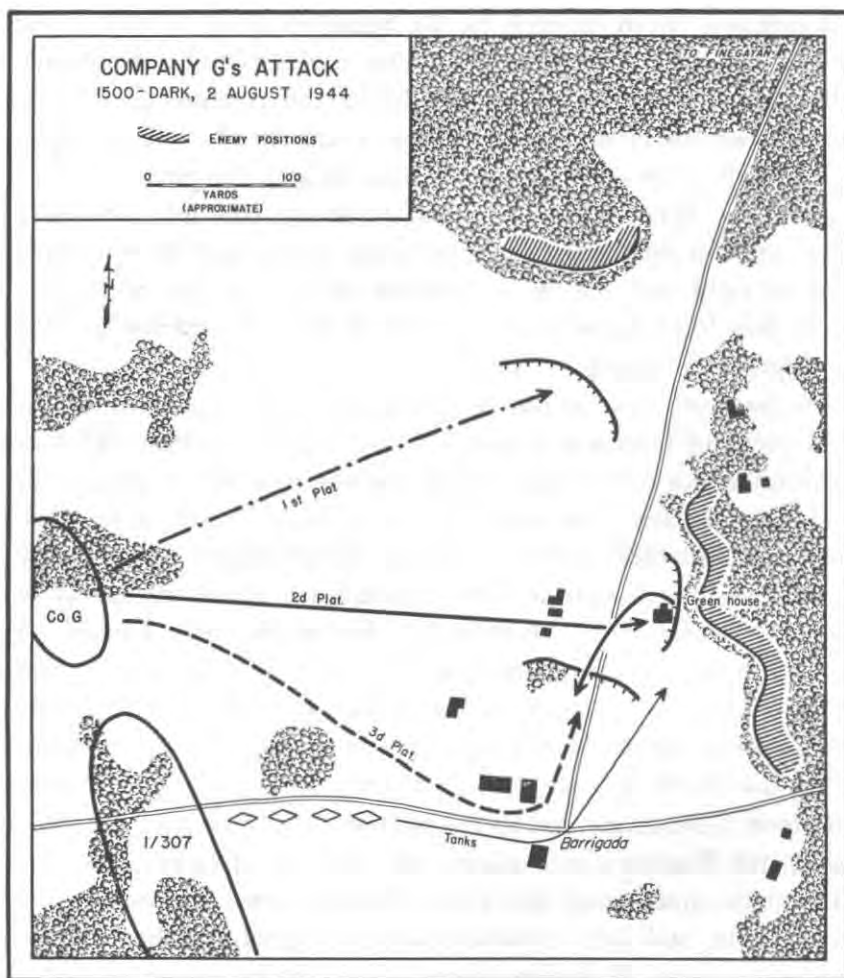 COMPANY G's ATTACK
1500-DARK, 2 AUGUST 1944
ENEMY POSITIONS
0 100
YARDS
(APPROXIMATE)
TO FINEGAYAN
N
1st Plat.
2d Plat.
Co G
Green house
3d Plat.
1/307
Tanks
Barrigada